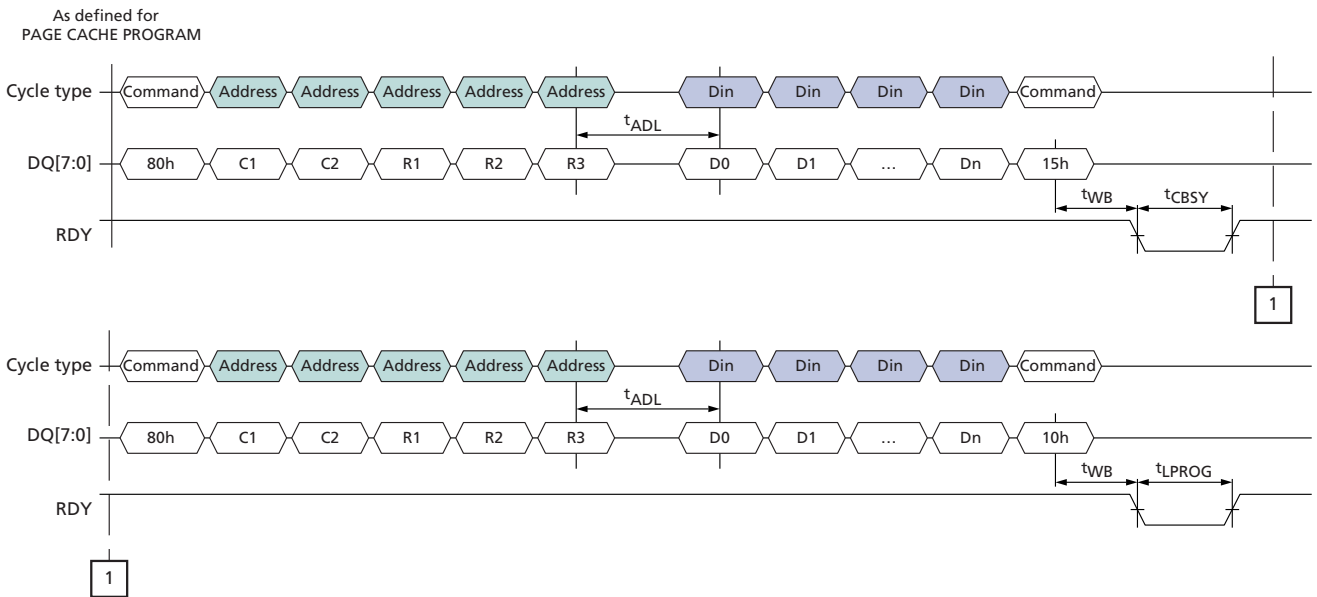 As defined for
PAGE CACHE PROGRAM
Cycle type Command Address Address Address Address Address Din Din Din Din Command
tADL
DQ[7:0] 80h C1 C2 R1 R2 R3 D0 D1 … Dn 15h
tWB tCBSY
RDY
1
Cycle type Command Address Address Address Address Address Din Din Din Din Command
tADL
DQ[7:0] 80h C1 C2 R1 R2 R3 D0 D1 … Dn 10h
tWB tLPROG
RDY
1